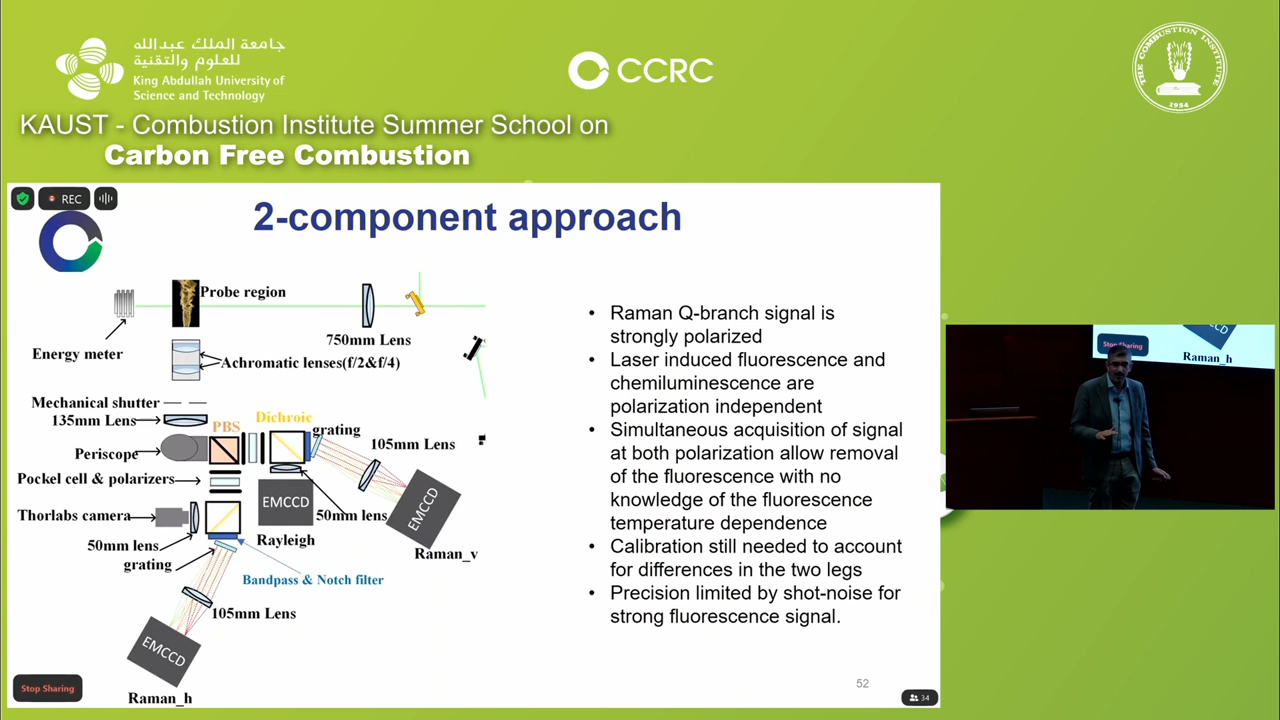 جامعة الملك عبدالله
للعلوم والتقنية
King Abdullah University of
Science and Technology
CCRC
THE COMBUSTION INSTITUTE
1954
KAUST - Combustion Institute Summer School on
Carbon Free Combustion
REC
2-component approach
Probe region
750mm Lens
Energy meter
Achromatic lenses(f/2&f/4)
Mechanical shutter
135mm Lens
PBS
Dichroic
grating
105mm Lens
Periscope
Pockel cell & polarizers
EMCCD
EMCCD
Thorlabs camera
50mm lens
50mm lens
Rayleigh
Raman_v
grating
Bandpass & Notch filter
105mm Lens
EMCCD
Raman_h
• Raman Q-branch signal is
strongly polarized
• Laser induced fluorescence and
chemiluminescence are
polarization independent
• Simultaneous acquisition of signal
at both polarization allow removal
of the fluorescence with no
knowledge of the fluorescence
temperature dependence
• Calibration still needed to account
for differences in the two legs
• Precision limited by shot-noise for
strong fluorescence signal.
52
Stop Sharing
34
CCD
Stop Sharing
Raman_h